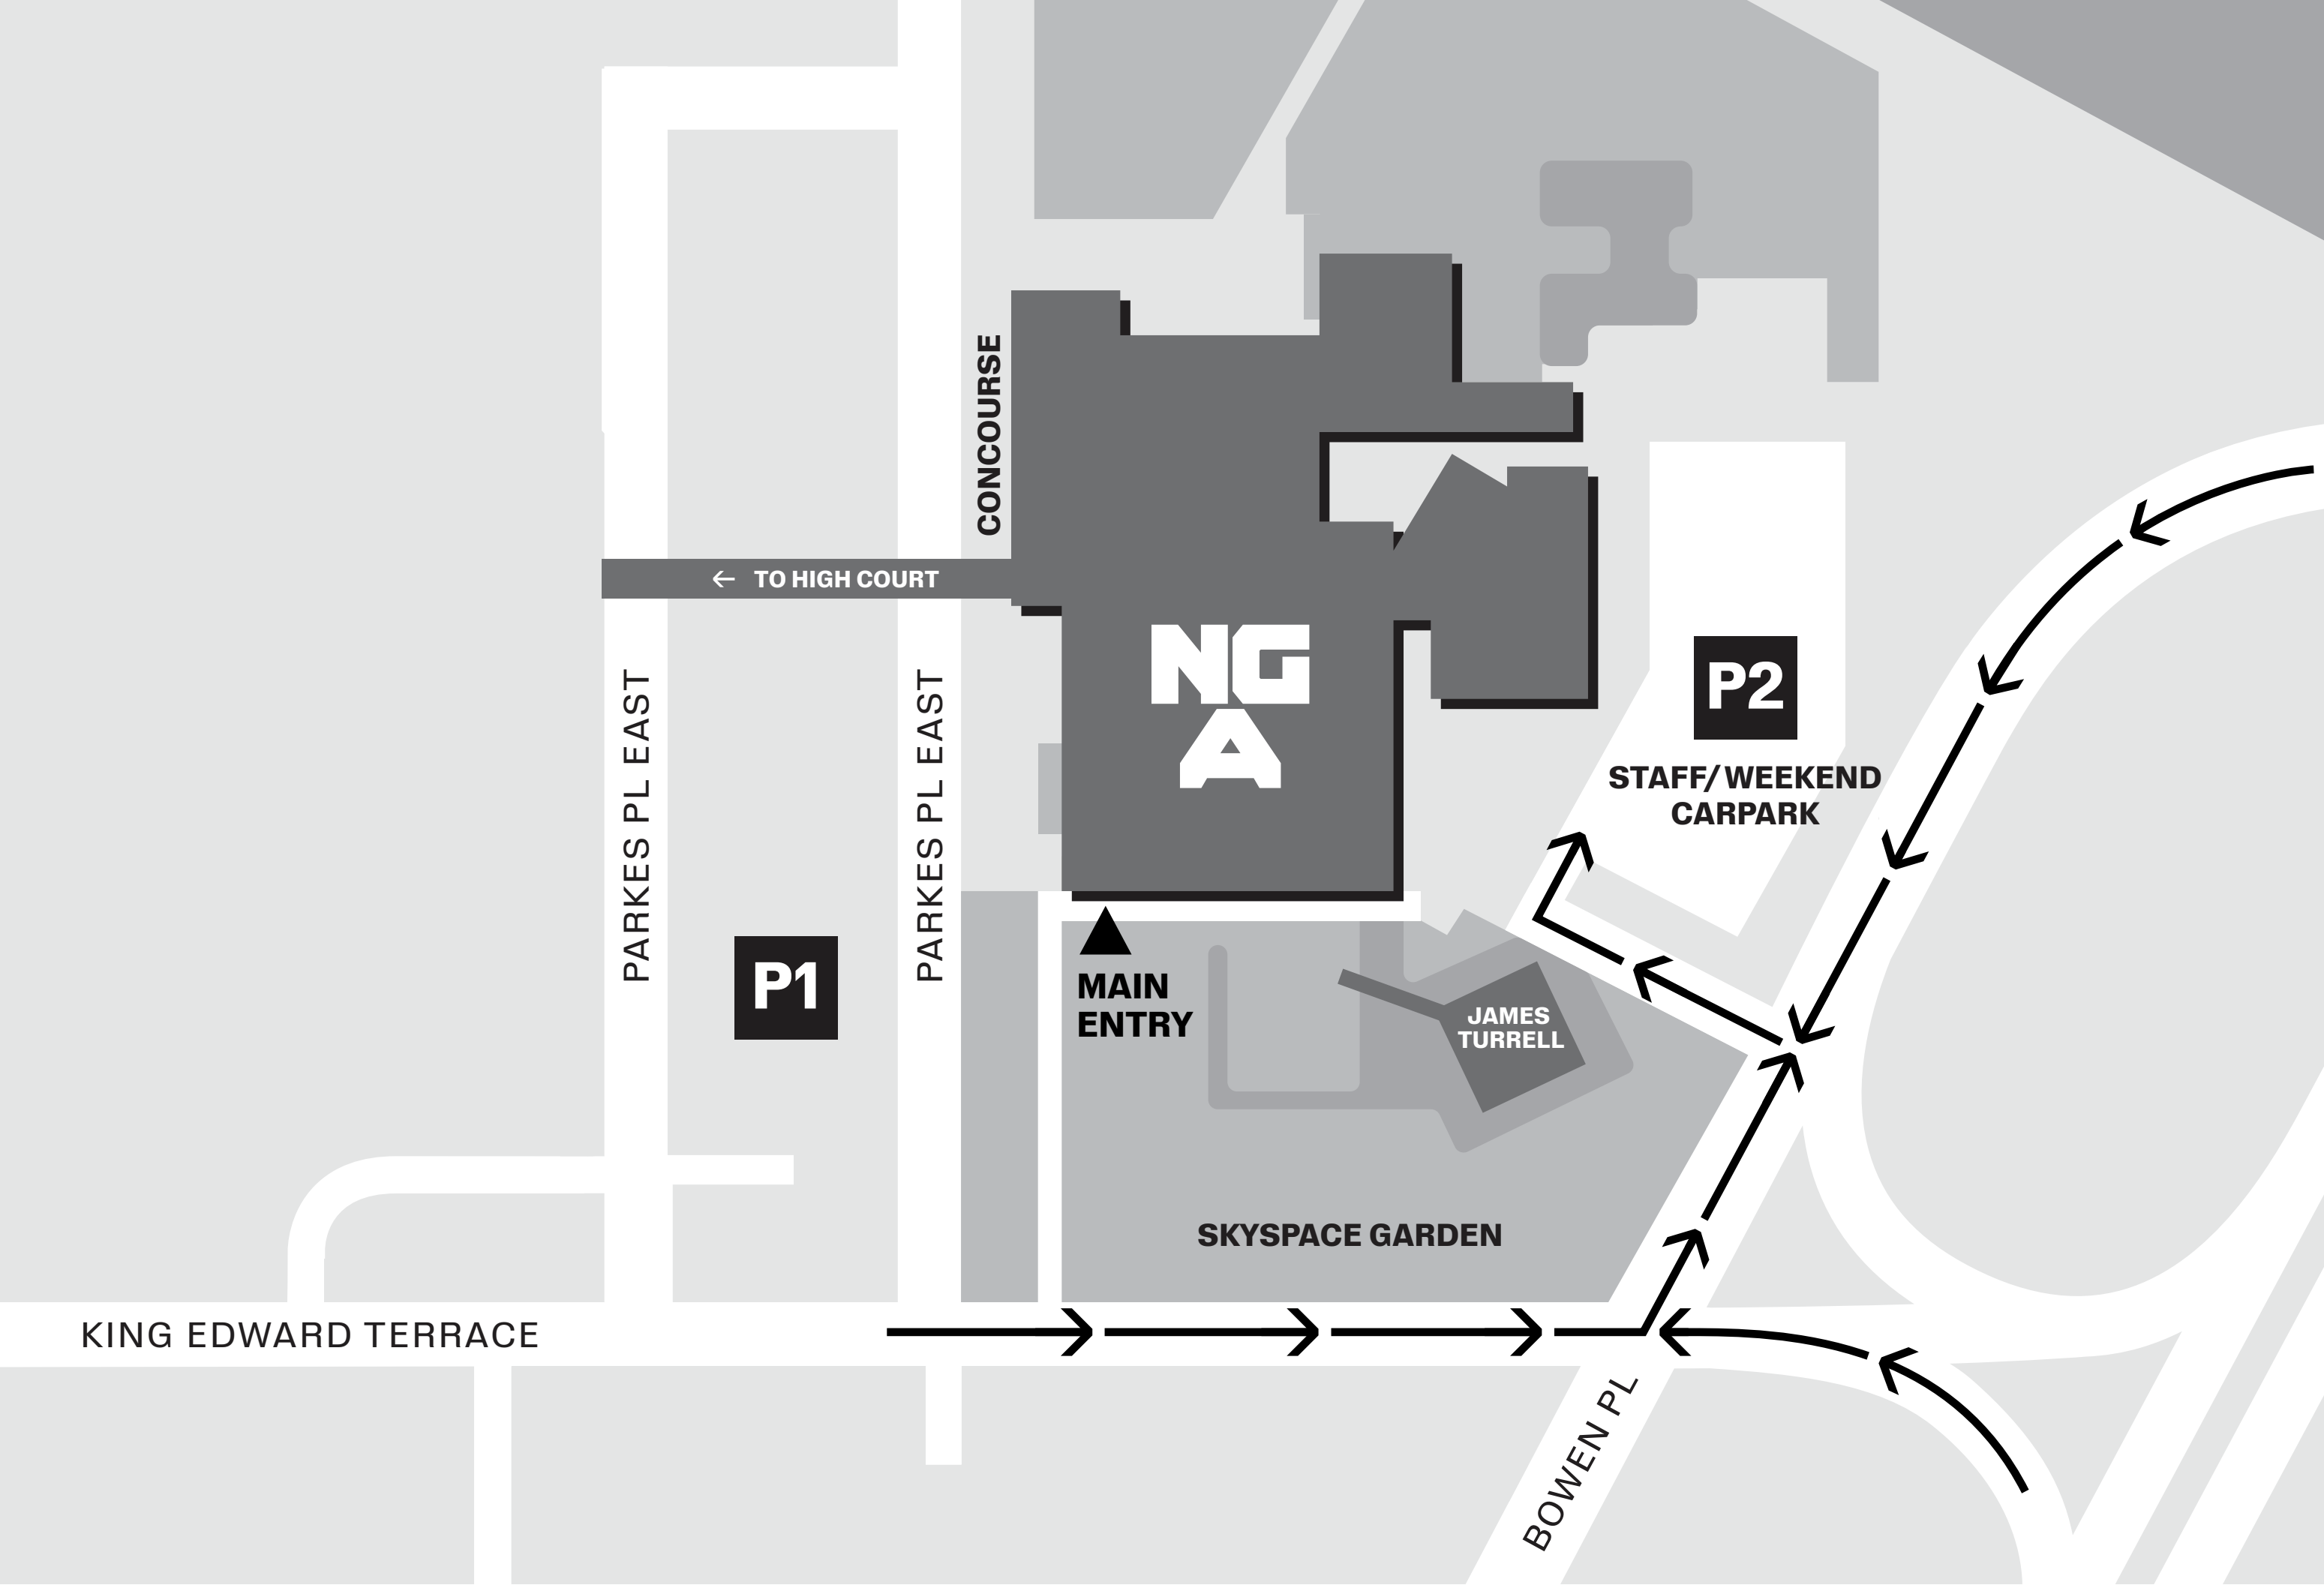 CONCOURSE
← TO HIGH COURT
NG
A
PARKES PL EAST
PARKES PL EAST
P2
STAFF/WEEKEND
CARPARK
P1
MAIN
ENTRY
JAMES
TURRELL
SKYSPACE GARDEN
KING EDWARD TERRACE
BOWEN PL